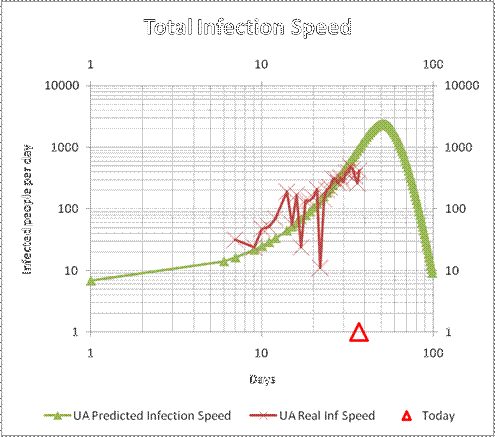 Total Infection Speed
1 10 100
10000 10000
1000 1000
100 100
10 10
1 1
1 10 100
Infected people per day
Days
UA Predicted Infection Speed UA Real Inf Speed Today